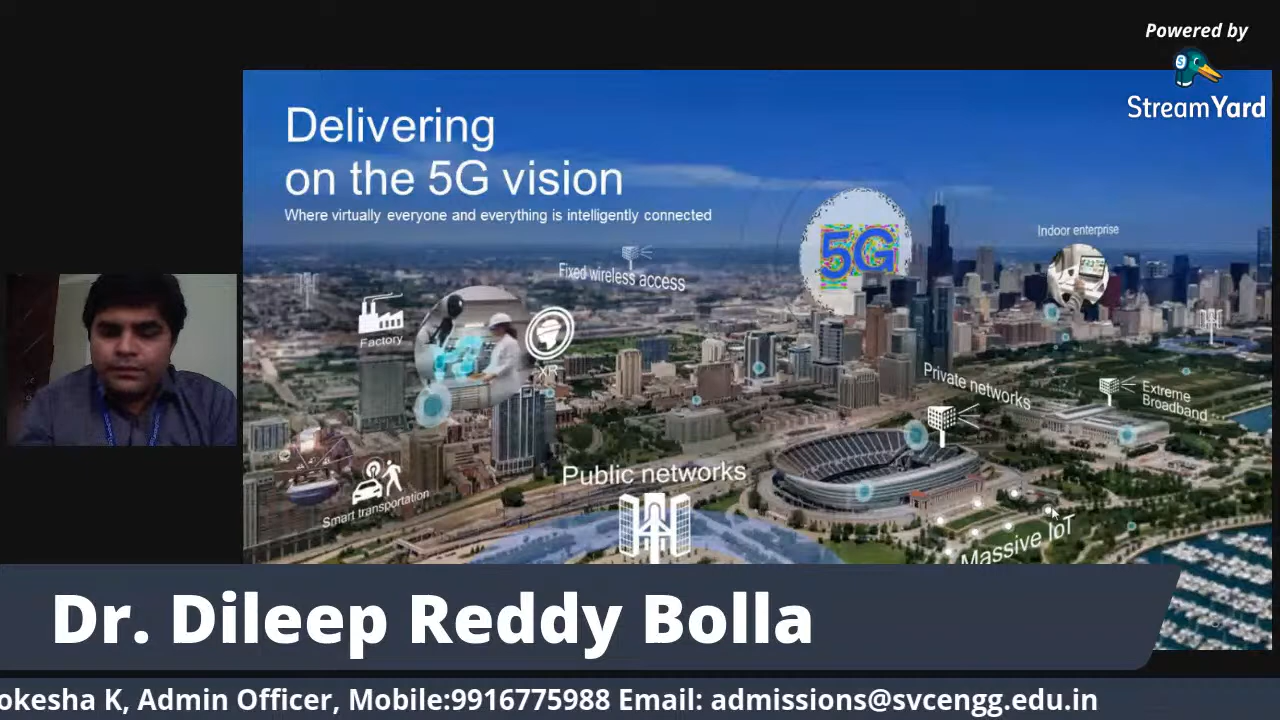 Powered by
StreamYard
Delivering
on the 5G vision
Where virtually everyone and everything is intelligently connected
5G
Indoor enterprise
Fixed wireless access
Factory
XR
Private networks
Extreme
Broadband
Public networks
Smart transportation
Massive IoT
Dr. Dileep Reddy Bolla
okesha K, Admin Officer, Mobile:9916775988 Email: admissions@svcengg.edu.in